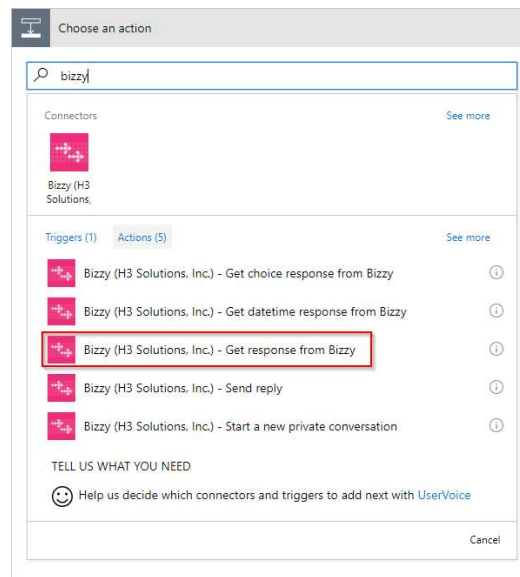 Choose an action
bizzy
Connectors See more
Bizzy (H3
Solutions,
Triggers (1) Actions (5) See more
Bizzy (H3 Solutions, Inc.) - Get choice response from Bizzy
Bizzy (H3 Solutions, Inc.) - Get datetime response from Bizzy
Bizzy (H3 Solutions, Inc.) - Get response from Bizzy
Bizzy (H3 Solutions, Inc.) - Send reply
Bizzy (H3 Solutions, Inc.) - Start a new private conversation
TELL US WHAT YOU NEED
Help us decide which connectors and triggers to add next with UserVoice
Cancel